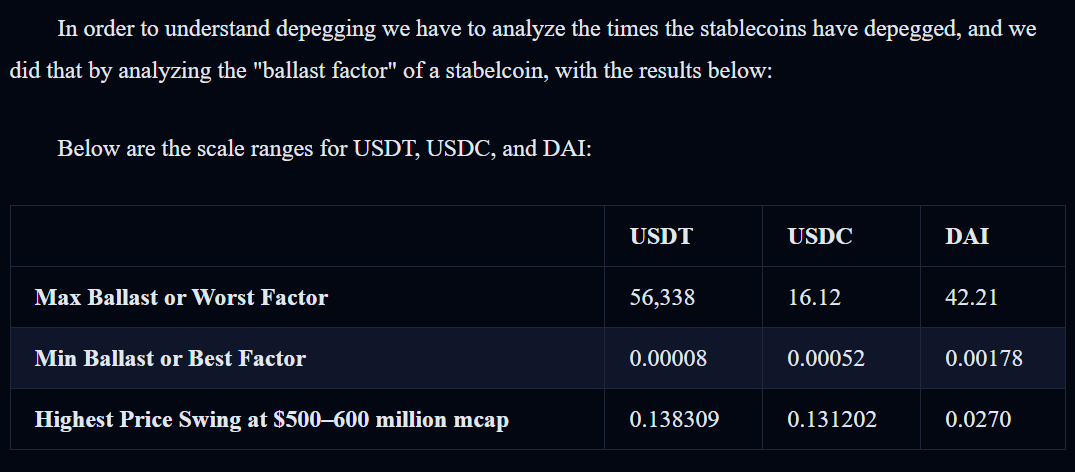 In order to understand depegging we have to analyze the times the stablecoins have depegged, and we
did that by analyzing the "ballast factor" of a stabelcoin, with the results below:
Below are the scale ranges for USDT, USDC, and DAI:
USDT USDC DAI
Max Ballast or Worst Factor 56,338 16.12 42.21
Min Ballast or Best Factor 0.00008 0.00052 0.00178
Highest Price Swing at $500–600 million mcap 0.138309 0.131202 0.0270